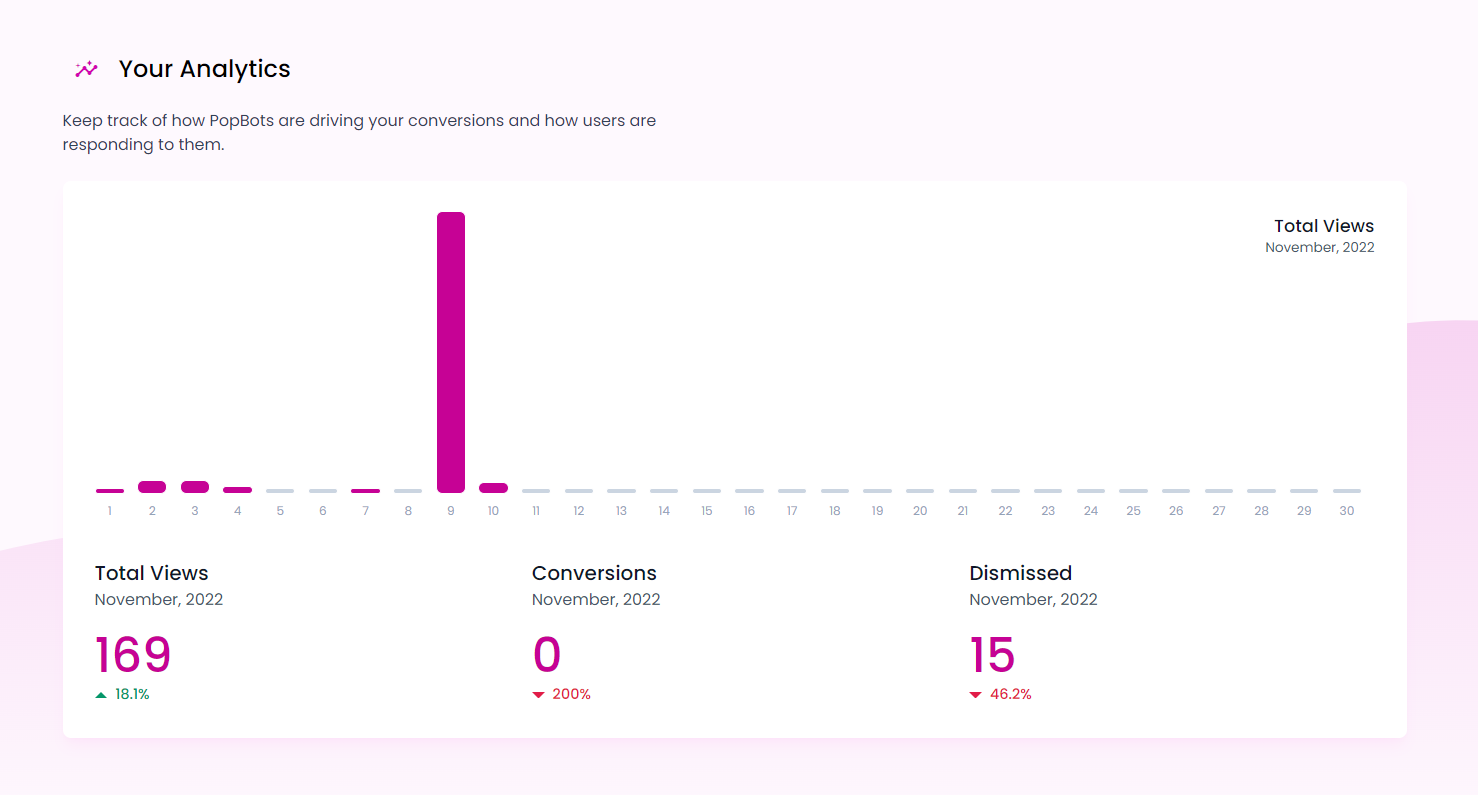 Your Analytics
Keep track of how PopBots are driving your conversions and how users are
responding to them.
Total Views
November, 2022
1 2 3 4 5 6 7 8 9 10 11 12 13 14 15 16 17 18 19 20 21 22 23 24 25 26 27 28 29 30
Total Views
November, 2022
169
18.1%
Conversions
November, 2022
0
200%
Dismissed
November, 2022
15
46.2%